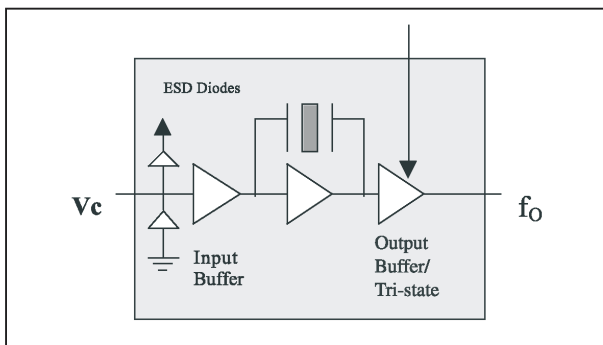 ESD Diodes
Vc
fO
Input
Buffer
Output
Buffer/
Tri-state